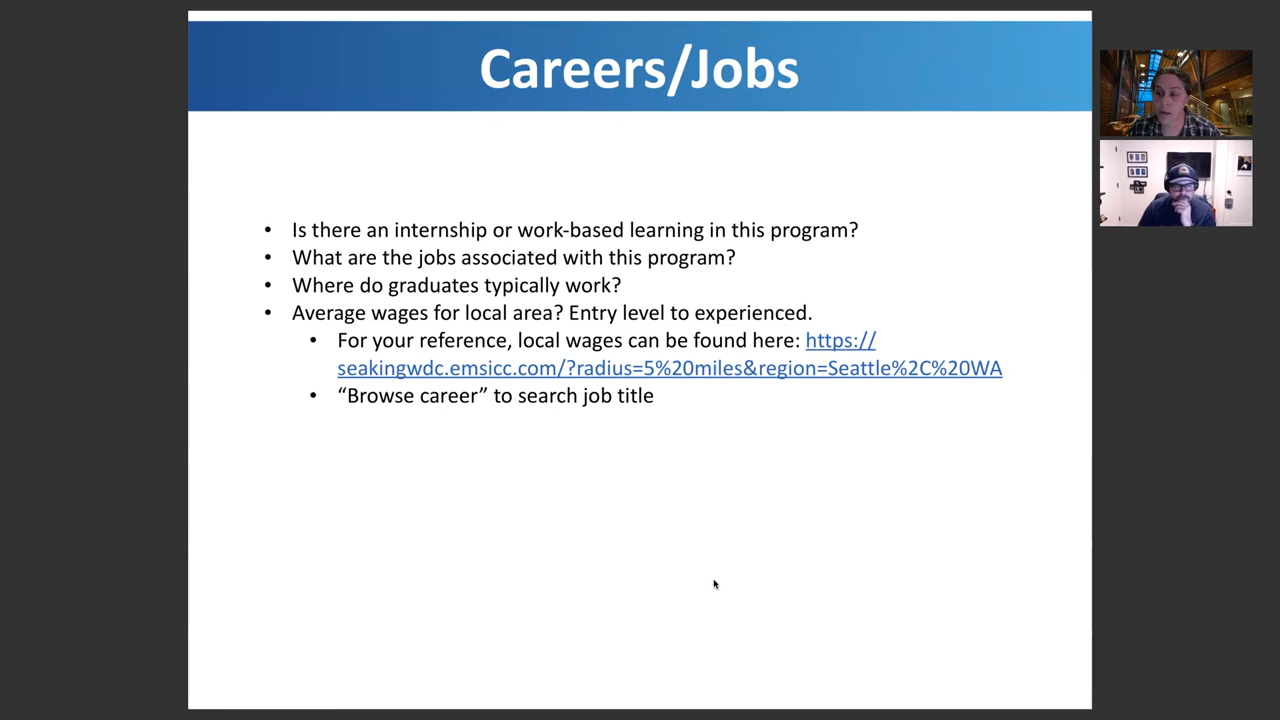 Careers/Jobs
• Is there an internship or work-based learning in this program?
• What are the jobs associated with this program?
• Where do graduates typically work?
• Average wages for local area? Entry level to experienced.
• For your reference, local wages can be found here: https://
seakingwdc.emsicc.com/?radius=5%20miles&region=Seattle%2C%20WA
• “Browse career” to search job title